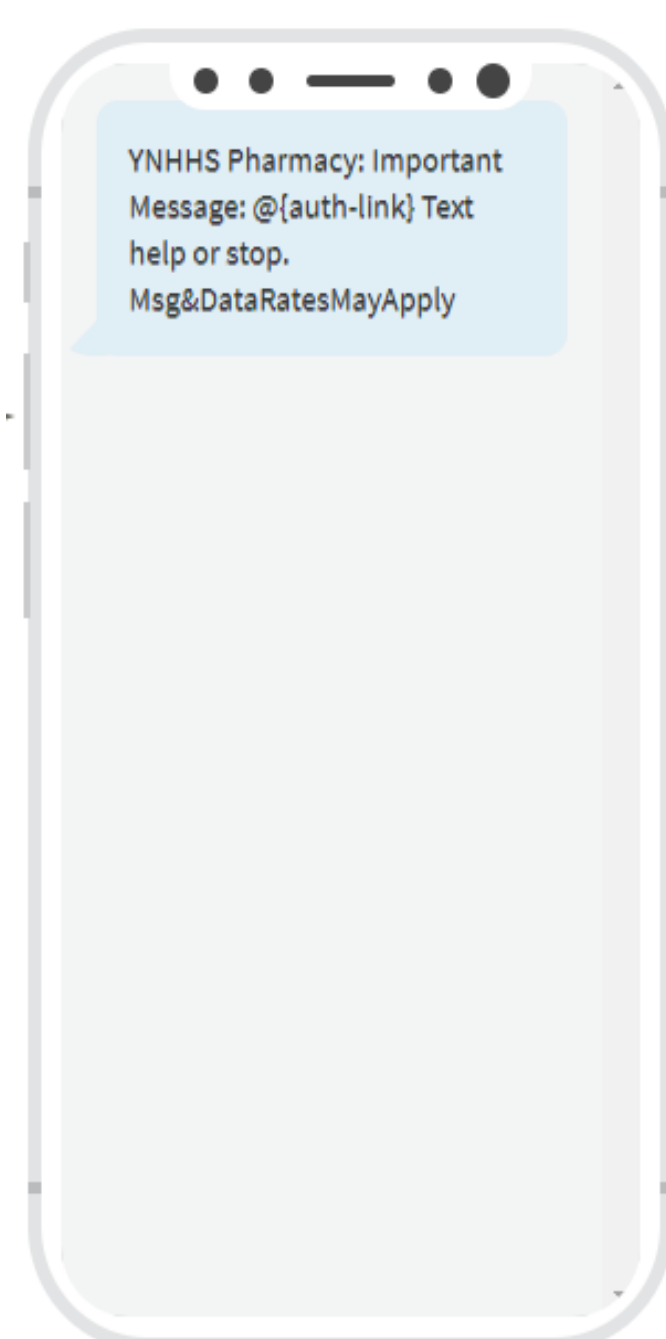 YNHHS Pharmacy: Important
Message: @{auth-link} Text
help or stop.
Msg&DataRatesMayApply